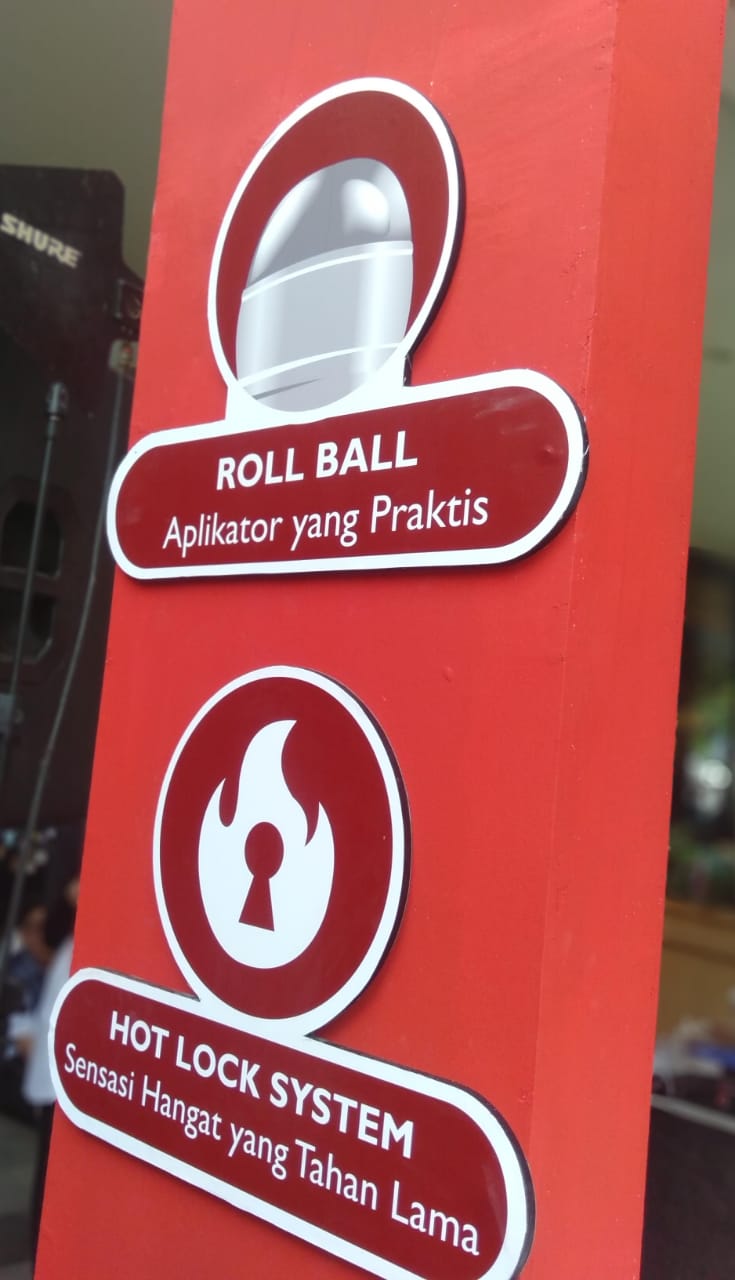 SHURE
ROLL BALL
Aplikator yang Praktis
HOT LOCK SYSTEM
Sensasi Hangat yang Tahan Lama